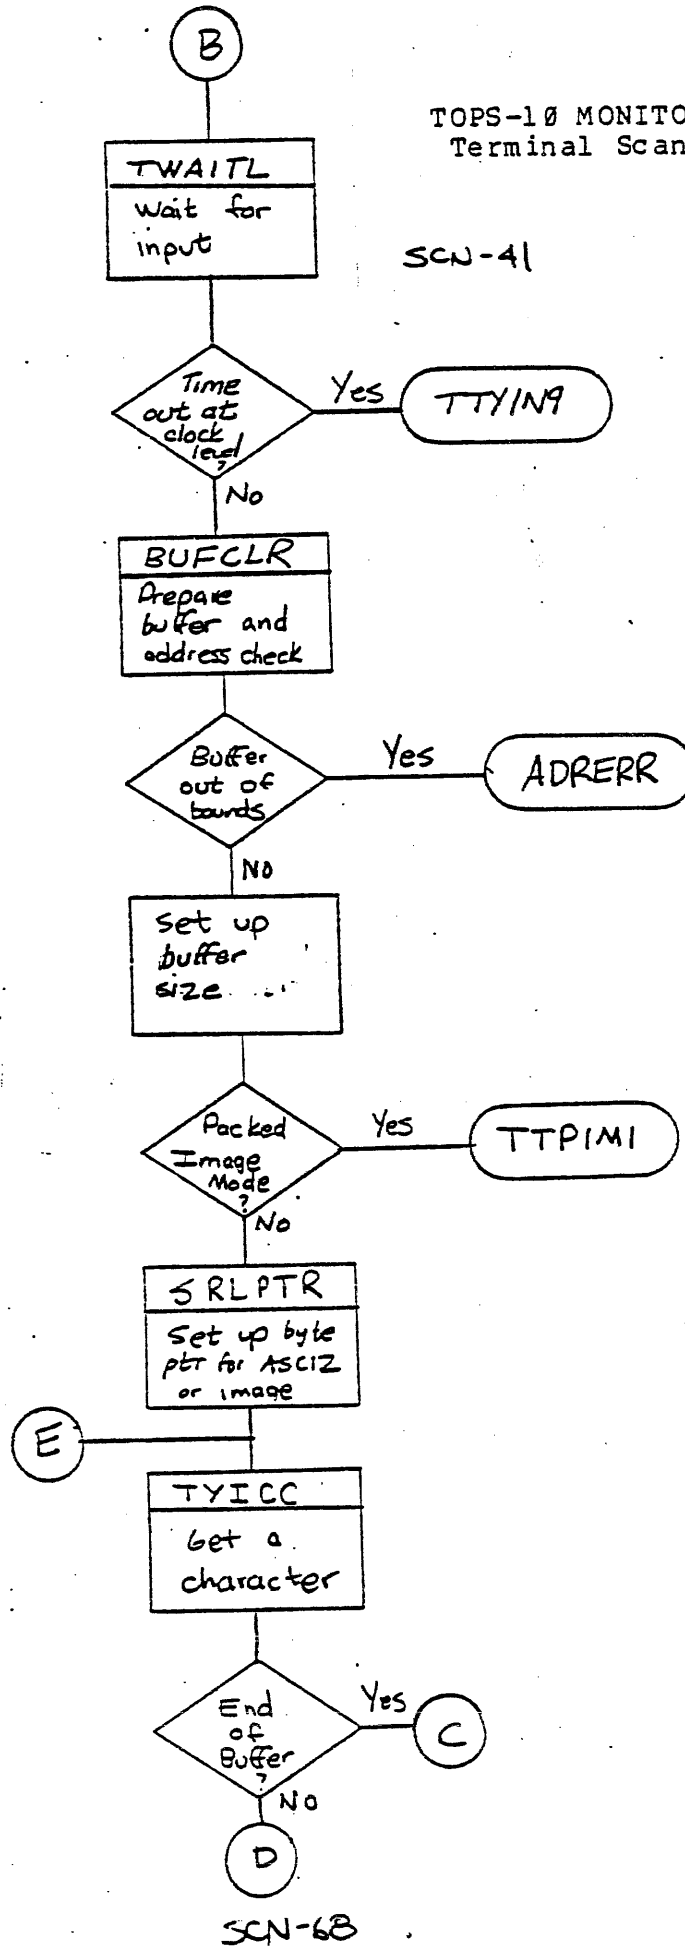 B
TOPS-10 MONITO
Terminal Scan
TWAITL
Wait for
input
SCN-41
Time
out at
clock
level
?
Yes
TTYIN9
No
BUFCLR
Prepare
buffer and
address check
Buffer
out of
bounds
Yes
ADRERR
No
Set up
buffer
size
Packed
Image
Mode
?
Yes
TTPIM1
No
SRLPTR
Set up byte
ptr for ASCIZ
or image
E
TYICC
Get a
character
End
of
Buffer
?
Yes
C
No
D
SCN-68